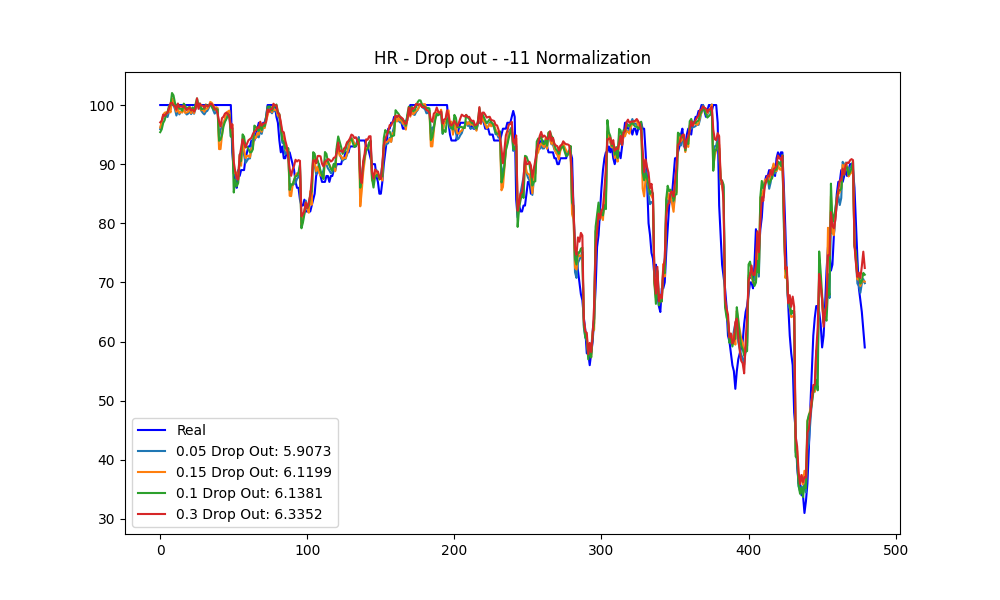 HR - Drop out - -11 Normalization
100
90
80
70
60
50
40
30
Real
0.05 Drop Out: 5.9073
0.15 Drop Out: 6.1199
0.1 Drop Out: 6.1381
0.3 Drop Out: 6.3352
0 100 200 300 400 500